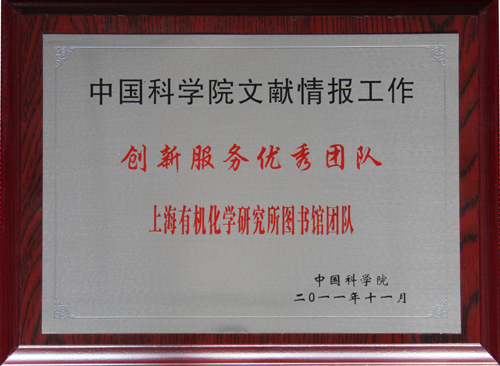 中国科学院文献情报工作
创新服务优秀团队
上海有机化学研究所图书馆团队
中国科学院
二〇一一年十一月